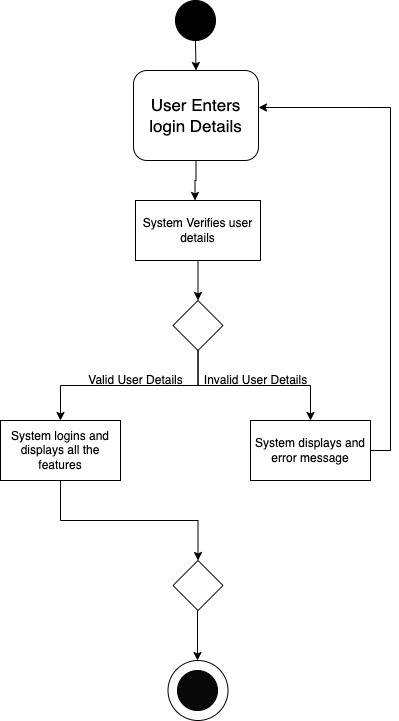 User Enters
login Details
System Verifies user
details
Valid User Details
Invalid User Details
System logins and
displays all the
features
System displays and
error message